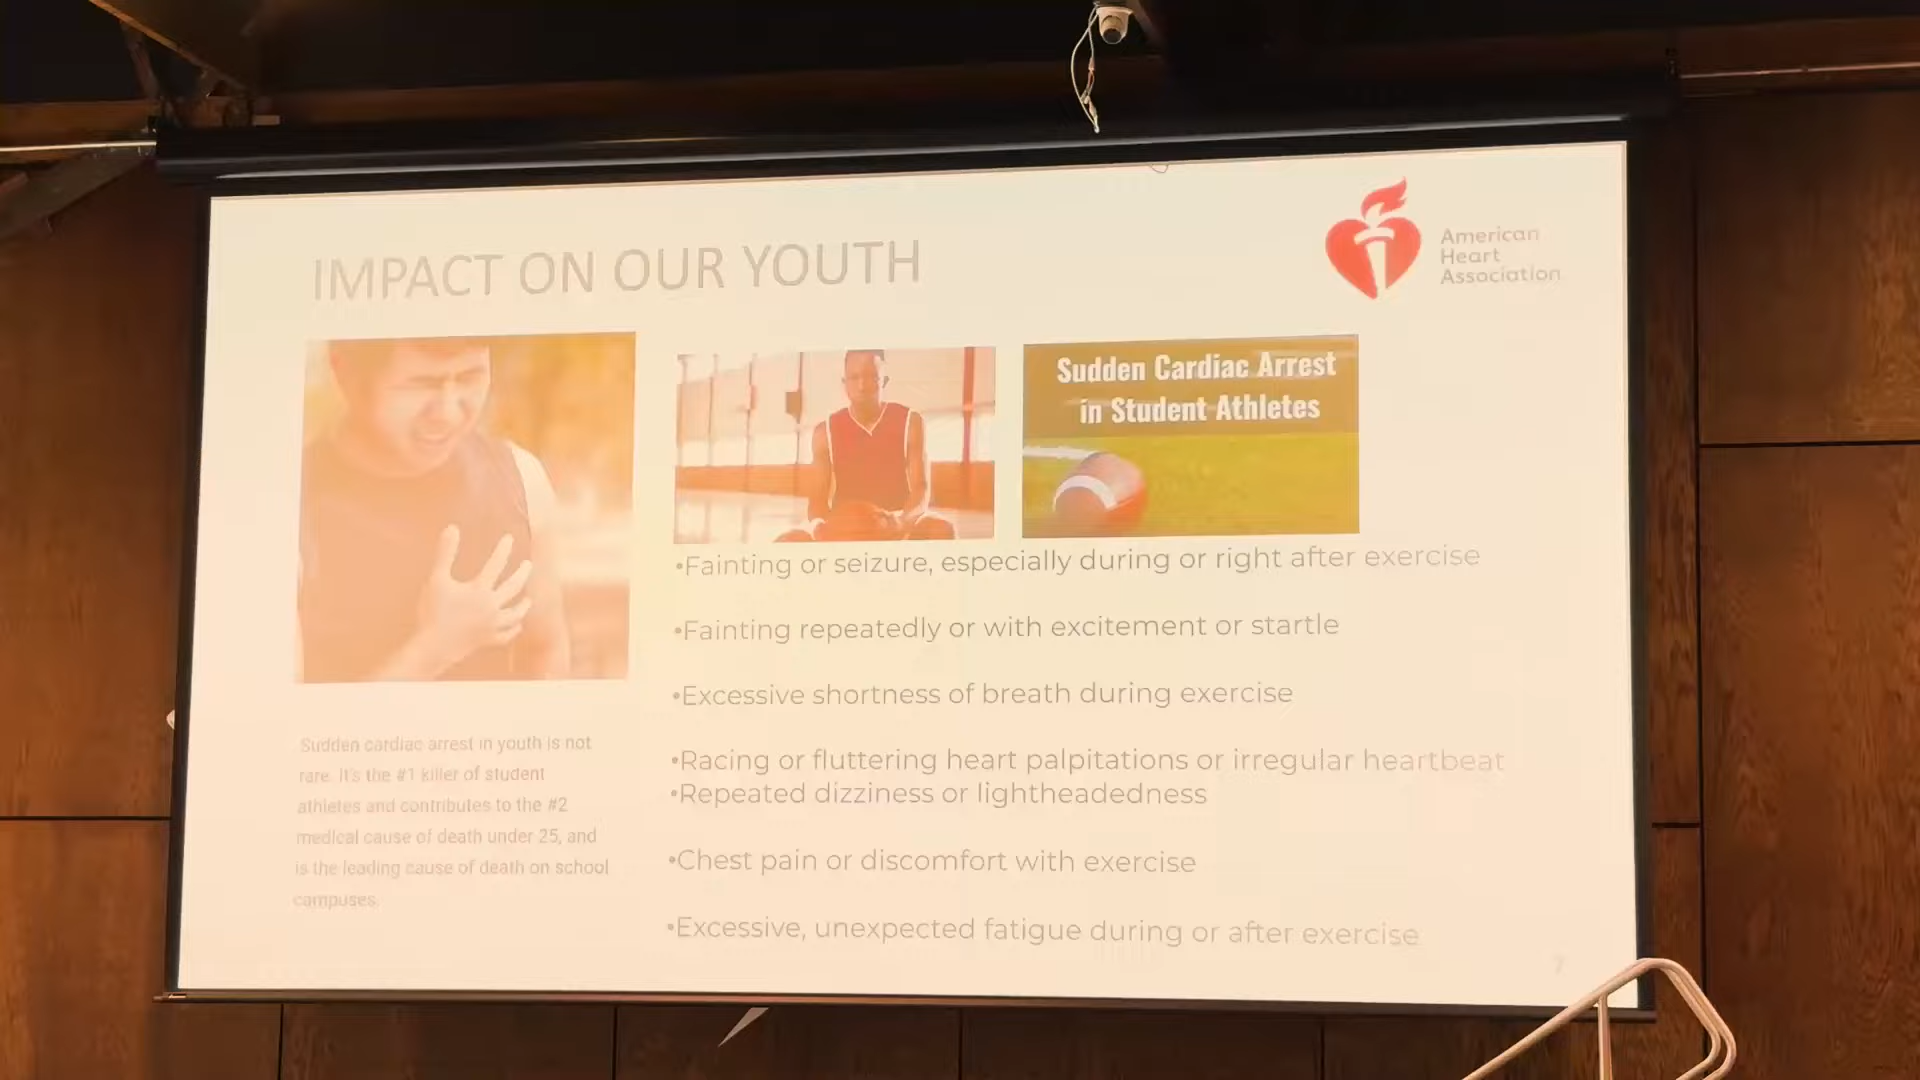 IMPACT ON OUR YOUTH
American
Heart
Association
Sudden Cardiac Arrest
in Student Athletes
•Fainting or seizure, especially during or right after exercise
•Fainting repeatedly or with excitement or startle
•Excessive shortness of breath during exercise
•Racing or fluttering heart palpitations or irregular heartbeat
•Repeated dizziness or lightheadedness
•Chest pain or discomfort with exercise
•Excessive, unexpected fatigue during or after exercise
Sudden cardiac arrest in youth is not
rare. It's the #1 killer of student
athletes and contributes to the #2
medical cause of death under 25, and
is the leading cause of death on school
campuses.
7